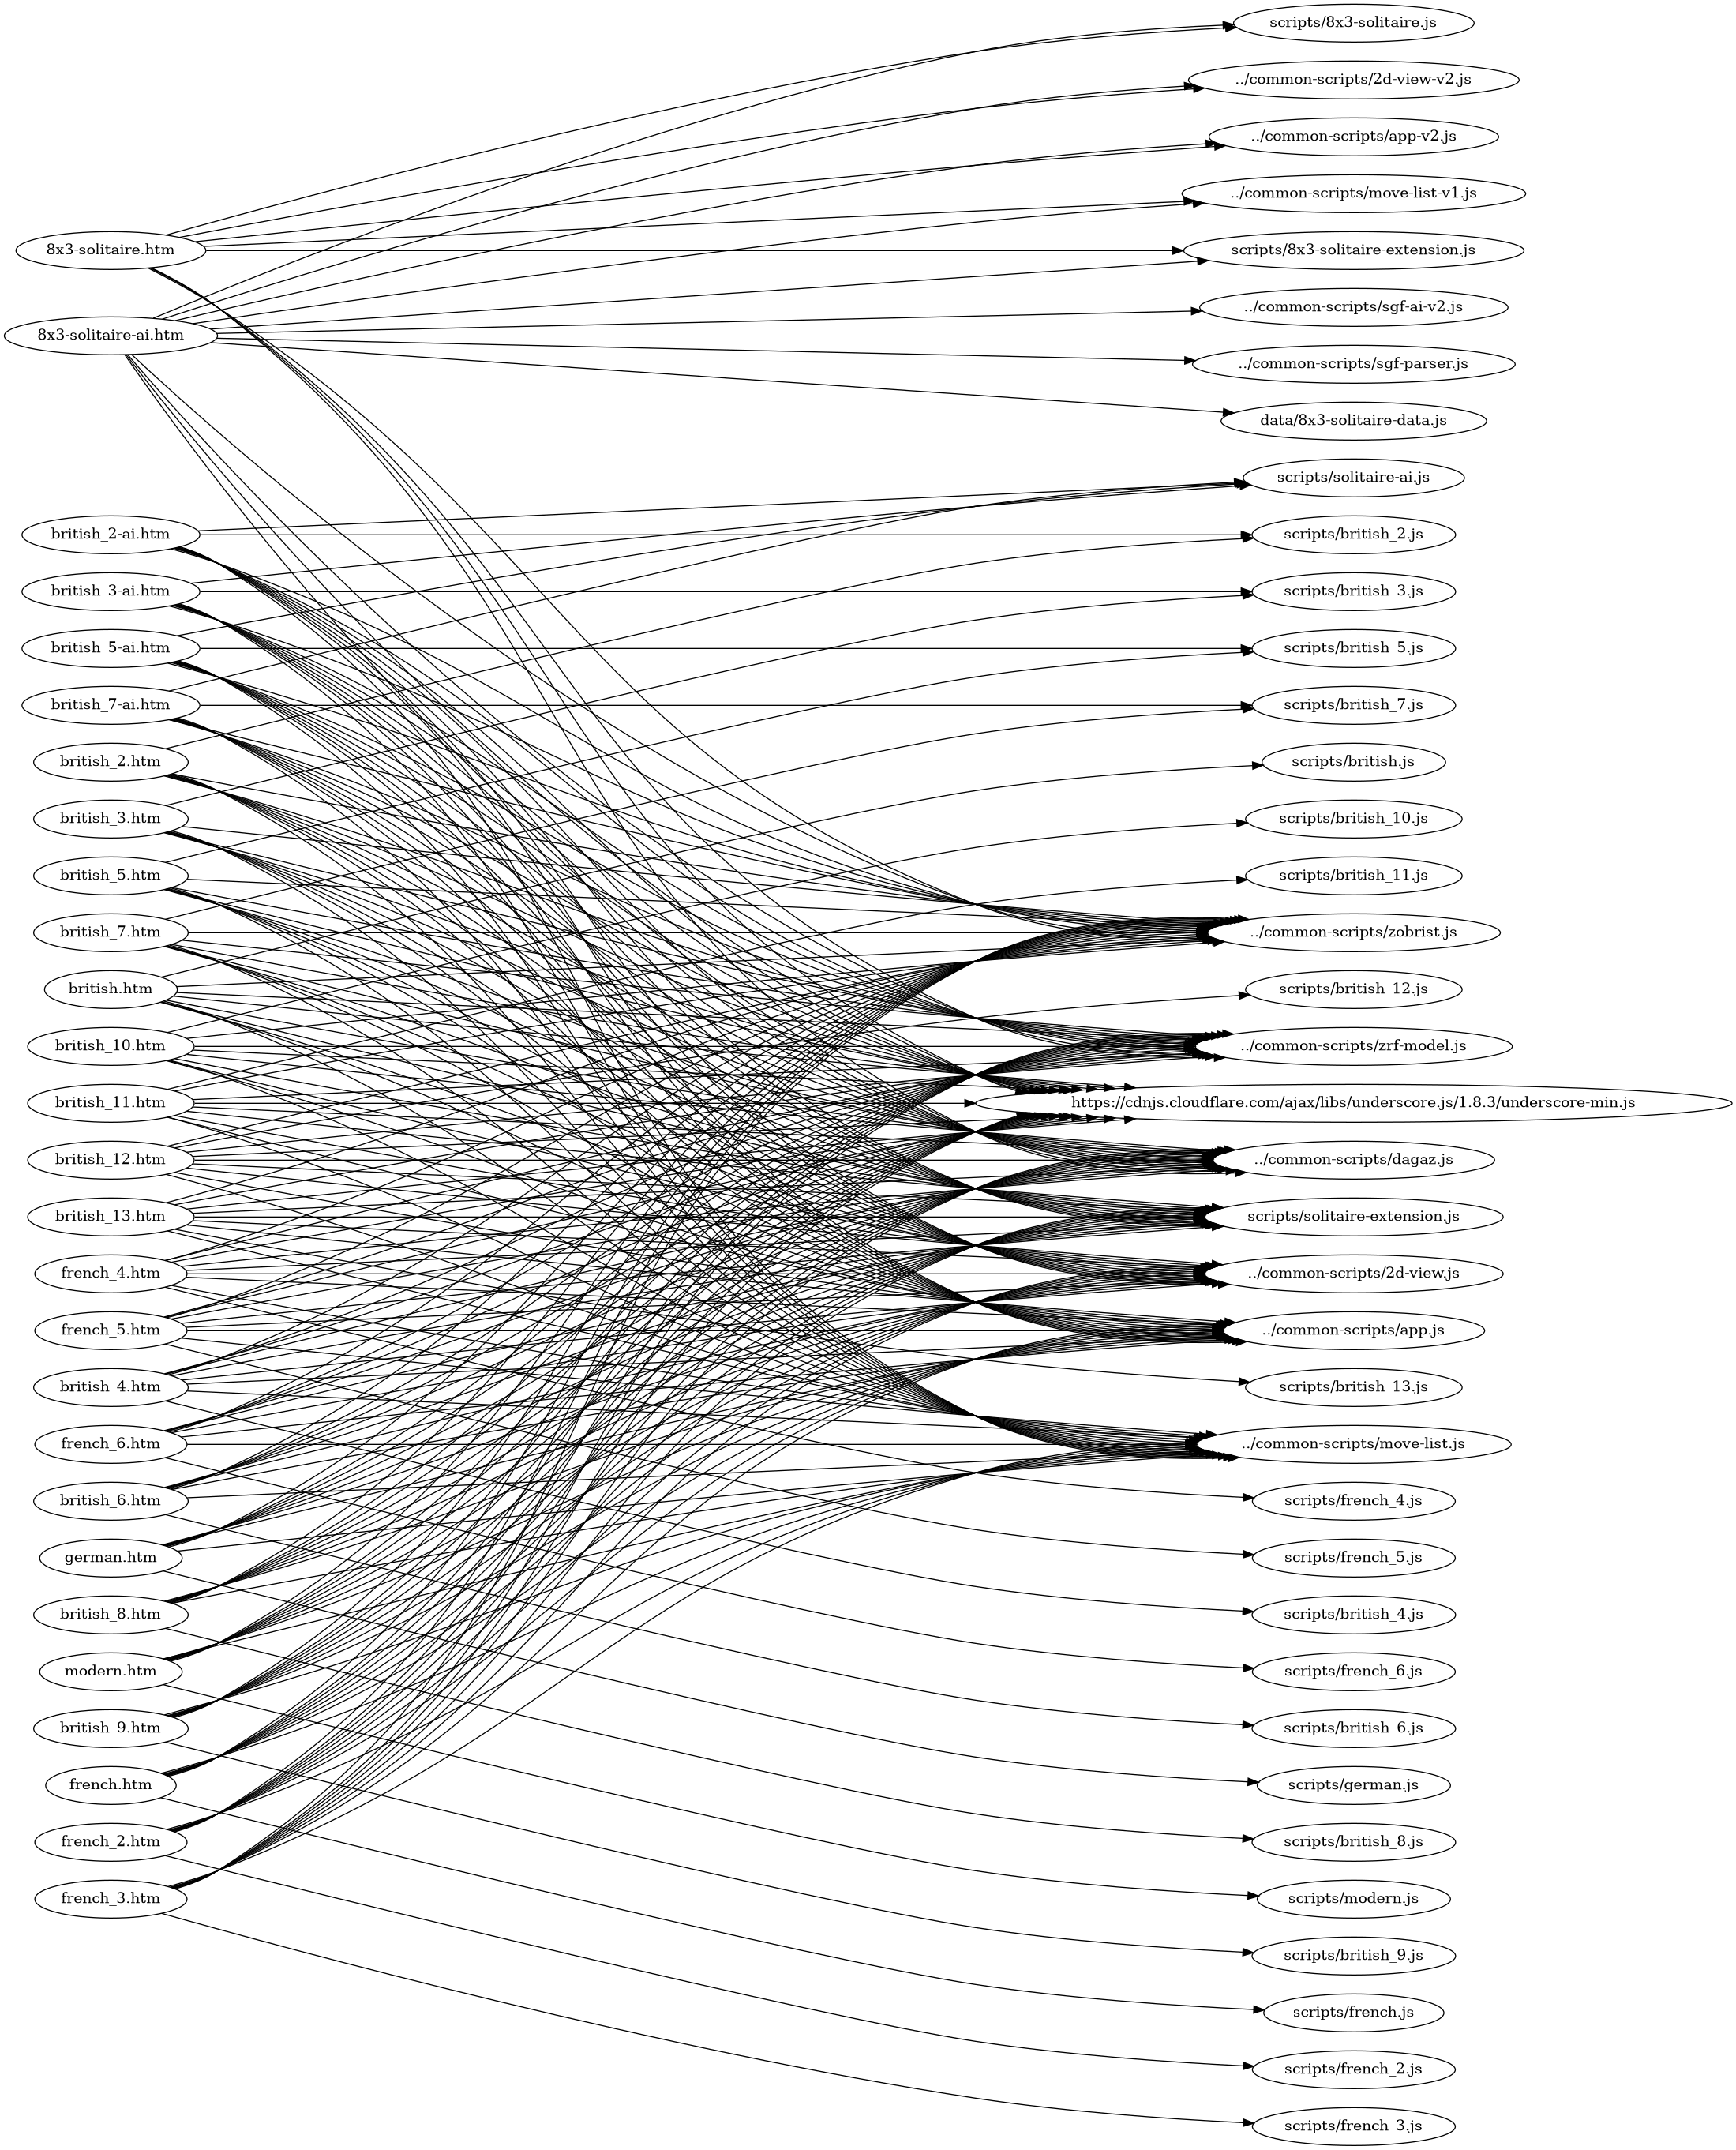 8x3-solitaire.htm
8x3-solitaire-ai.htm
british_2-ai.htm
british_3-ai.htm
british_5-ai.htm
british_7-ai.htm
british_2.htm
british_3.htm
british_5.htm
british_7.htm
british.htm
british_10.htm
british_11.htm
british_12.htm
british_13.htm
french_4.htm
french_5.htm
british_4.htm
french_6.htm
british_6.htm
german.htm
british_8.htm
modern.htm
british_9.htm
french.htm
french_2.htm
french_3.htm
scripts/8x3-solitaire.js
../common-scripts/2d-view-v2.js
../common-scripts/app-v2.js
../common-scripts/move-list-v1.js
scripts/8x3-solitaire-extension.js
../common-scripts/sgf-ai-v2.js
../common-scripts/sgf-parser.js
data/8x3-solitaire-data.js
scripts/solitaire-ai.js
scripts/british_2.js
scripts/british_3.js
scripts/british_5.js
scripts/british_7.js
scripts/british.js
scripts/british_10.js
scripts/british_11.js
../common-scripts/zobrist.js
scripts/british_12.js
../common-scripts/zrf-model.js
https://cdnjs.cloudflare.com/ajax/libs/underscore.js/1.8.3/underscore-min.js
../common-scripts/dagaz.js
scripts/solitaire-extension.js
../common-scripts/2d-view.js
../common-scripts/app.js
scripts/british_13.js
../common-scripts/move-list.js
scripts/french_4.js
scripts/french_5.js
scripts/british_4.js
scripts/french_6.js
scripts/british_6.js
scripts/german.js
scripts/british_8.js
scripts/modern.js
scripts/british_9.js
scripts/french.js
scripts/french_2.js
scripts/french_3.js